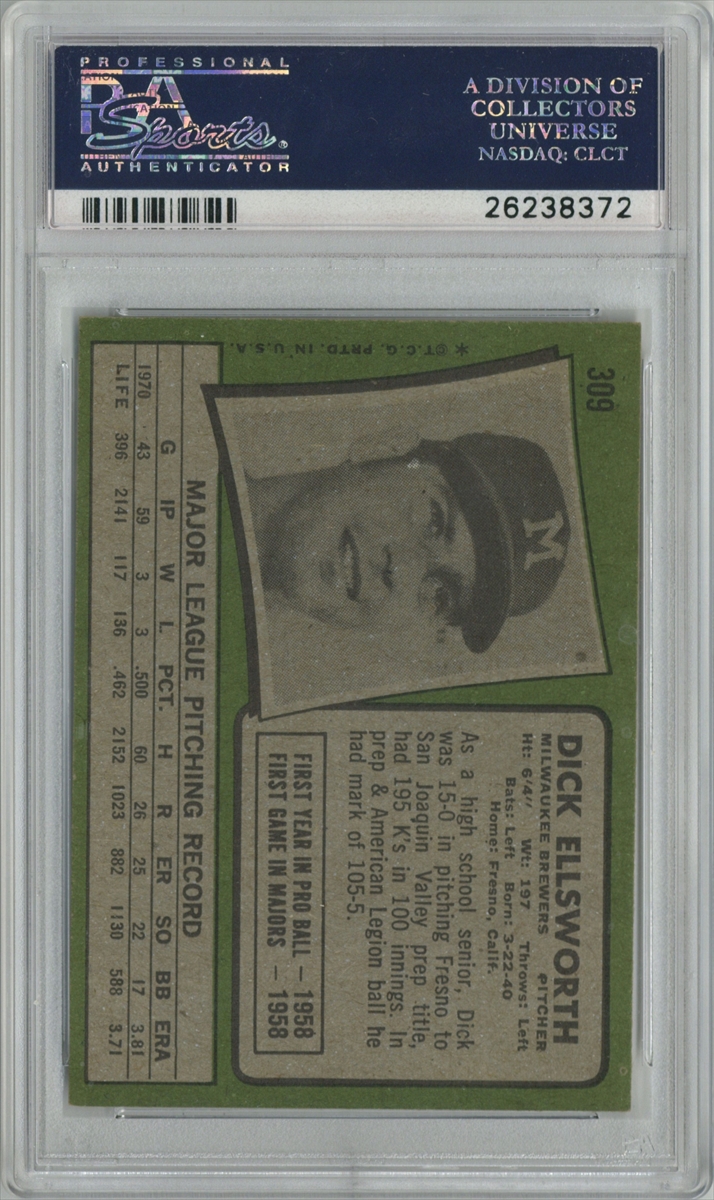 PROFESSIONAL
PSA
Sports®
AUTHENTICATOR
A DIVISION OF
COLLECTORS
UNIVERSE
NASDAQ: CLCT
26238372
309
* ©T.C.G. PRTD. IN U.S.A.
M
DICK ELLSWORTH
MILWAUKEE BREWERS PITCHER
Ht: 6'4" Wt: 197 Throws: Left
Bats: Left Born: 3-22-40
Home: Fresno, Calif.
As a high school senior, Dick
was 15-0 in pitching Fresno to
San Joaquin Valley prep title,
had 195 K's in 100 innings. In
prep & American Legion ball he
had mark of 105-5.
FIRST YEAR IN PRO BALL — 1958
FIRST GAME IN MAJORS — 1958
MAJOR LEAGUE PITCHING RECORD
G IP W L PCT. H R ER SO BB ERA
1970 43 59 3 3 .500 60 26 25 22 17 3.81
LIFE 396 2141 117 136 .462 2152 1023 882 1130 588 3.71